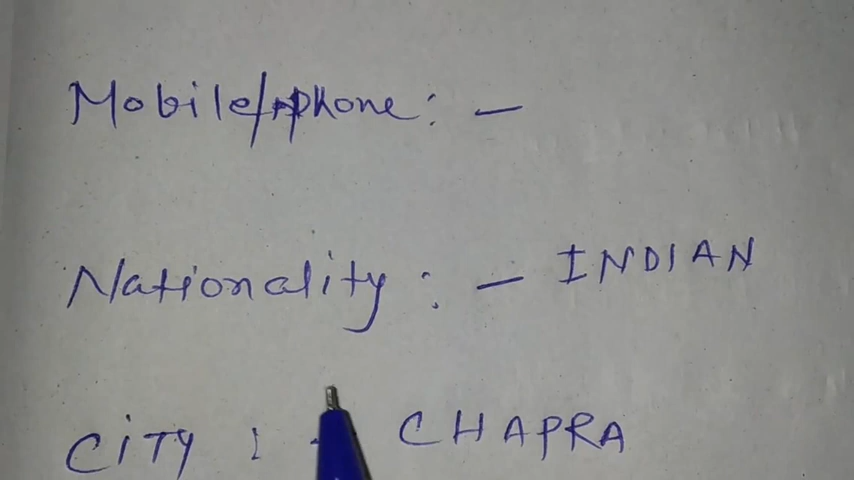 Mobile/phone: -
Nationality: - INDIAN
CITY : - CHAPRA